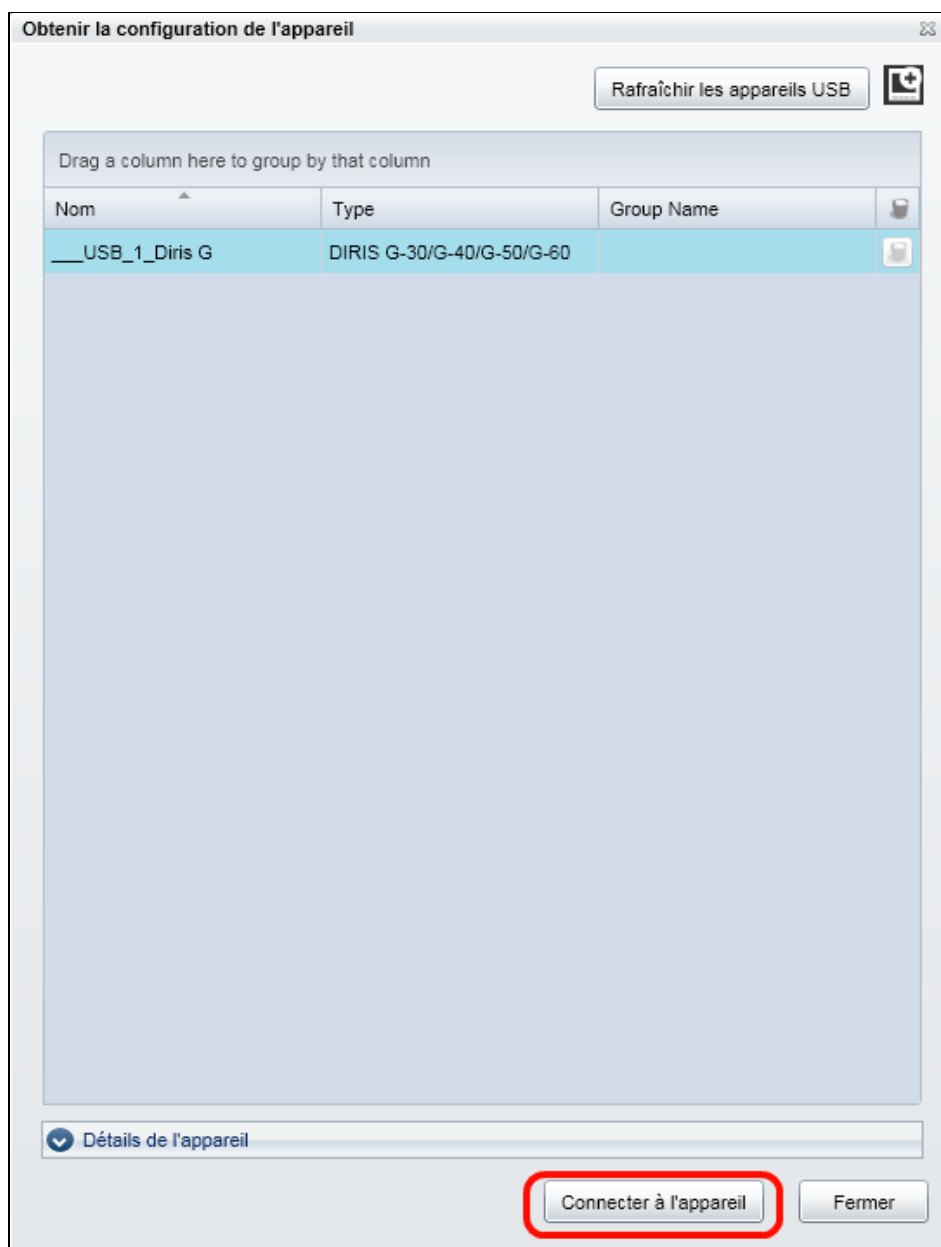 Obtenir la configuration de l'appareil
Rafraîchir les appareils USB
Drag a column here to group by that column
Nom Type Group Name
___USB_1_Diris G DIRIS G-30/G-40/G-50/G-60
Détails de l'appareil
Connecter à l'appareil Fermer